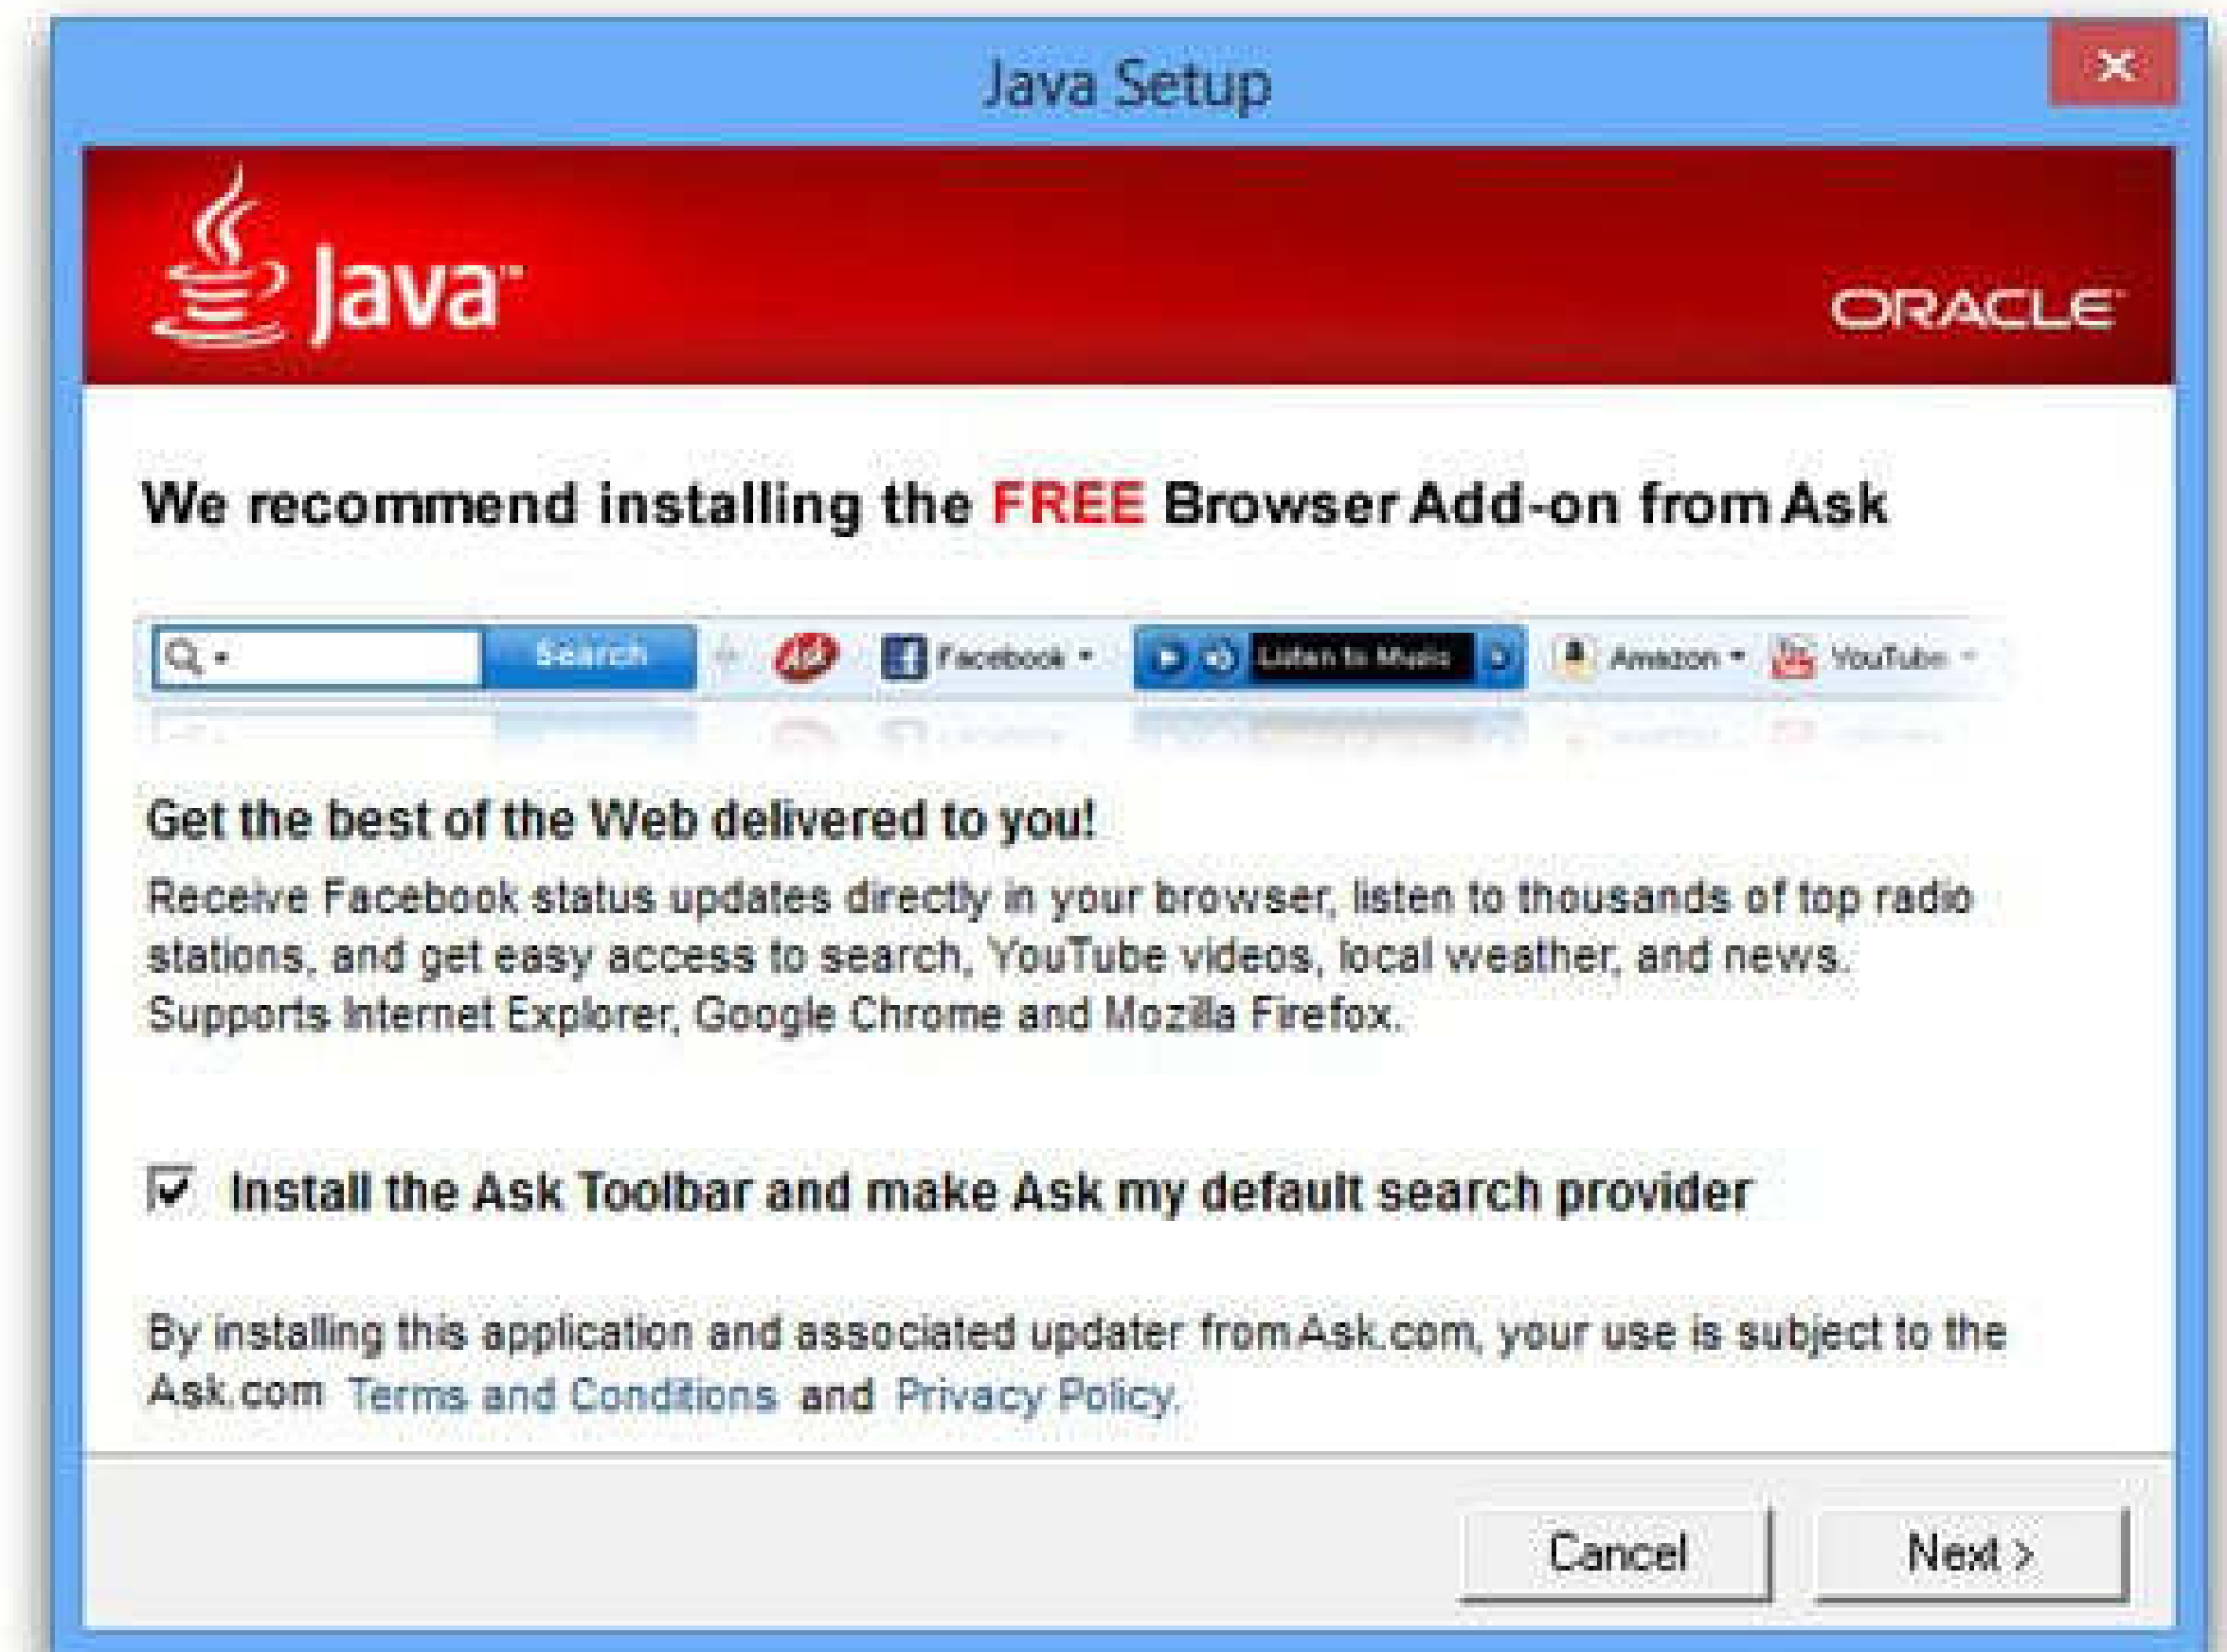 Java Setup
Java™
ORACLE
We recommend installing the FREE Browser Add-on from Ask
Search Ask Facebook Listen to Music Amazon You YouTube
Get the best of the Web delivered to you!
Receive Facebook status updates directly in your browser, listen to thousands of top radio
stations, and get easy access to search, YouTube videos, local weather, and news.
Supports Internet Explorer, Google Chrome and Mozilla Firefox.
Install the Ask Toolbar and make Ask my default search provider
By installing this application and associated updater from Ask.com, your use is subject to the
Ask.com Terms and Conditions and Privacy Policy.
Cancel Next >